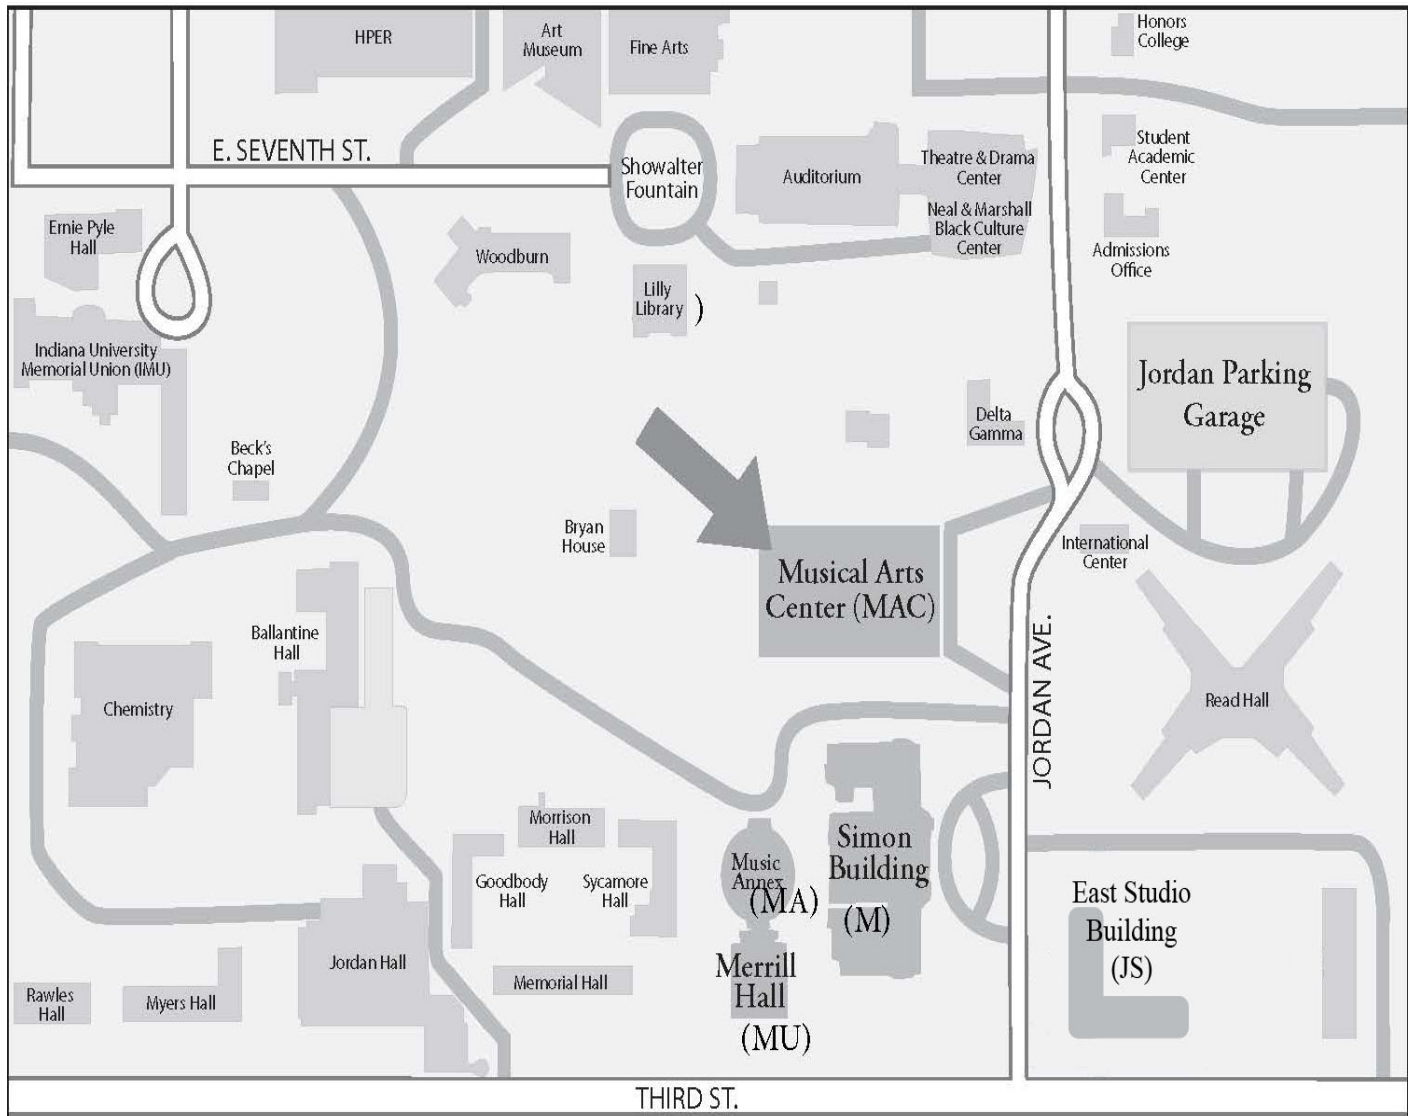 HPER
Art
Museum
Fine Arts
Honors
College
E. SEVENTH ST.
Showalter
Fountain
Auditorium
Theatre & Drama
Center
Neal & Marshall
Black Culture
Center
Student
Academic
Center
Admissions
Office
Ernie Pyle
Hall
Woodburn
Lilly
Library )
Indiana University
Memorial Union (IMU)
Jordan Parking
Garage
Delta
Gamma
Beck's
Chapel
Bryan
House
Musical Arts
Center (MAC)
International
Center
JORDAN AVE.
Ballantine
Hall
Chemistry
Read Hall
Morrison
Hall
Goodbody
Hall
Sycamore
Hall
Music
Annex
(MA)
Simon
Building
(M)
East Studio
Building
(JS)
Jordan Hall
Merrill
Hall
(MU)
Memorial Hall
Rawles
Hall
Myers Hall
THIRD ST.